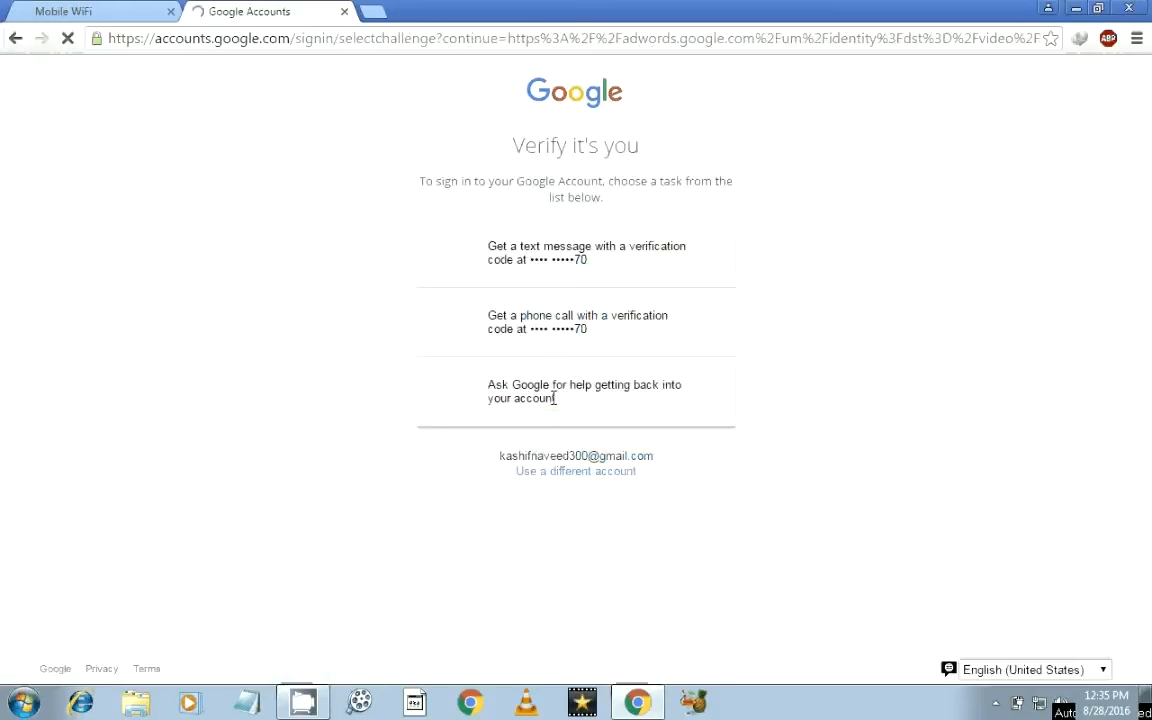 Mobile WiFi
Google Accounts
https://accounts.google.com/signin/selectchallenge?continue=https%3A%2F%2Fadwords.google.com%2Fum%2Fidentity%3Fdst%3D%2Fvideo%2F
ABP
Google
Verify it's you
To sign in to your Google Account, choose a task from the
list below.
Get a text message with a verification
code at •••• •••••70
Get a phone call with a verification
code at •••• •••••70
Ask Google for help getting back into
your account
kashifnaveed300@gmail.com
Use a different account
Google Privacy Terms
English (United States)
12:35 PM
8/28/2016